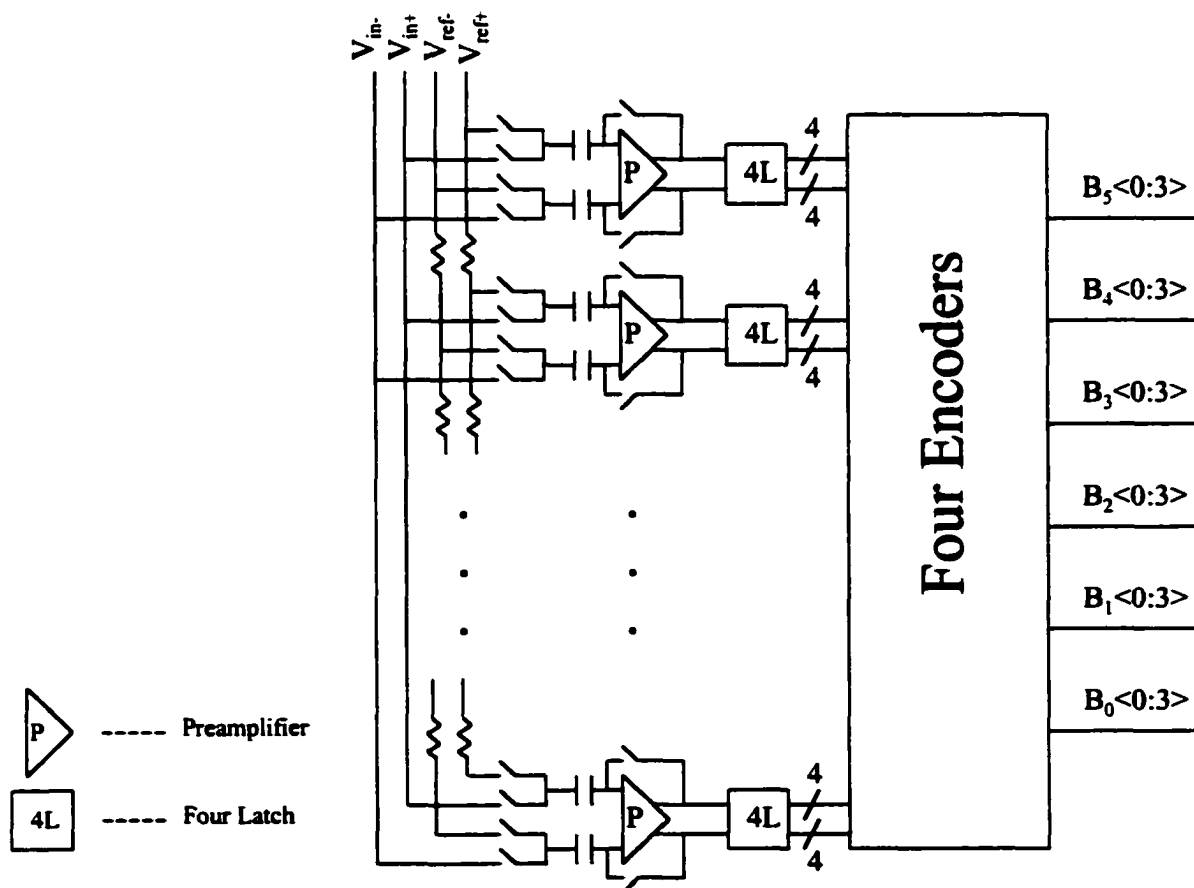 V_in- V_in+ V_ref- V_ref+
P 4L 4 4
P 4L 4 4
P 4L 4 4
Four Encoders
B_5<0:3>
B_4<0:3>
B_3<0:3>
B_2<0:3>
B_1<0:3>
B_0<0:3>
P ----- Preamplifier
4L ----- Four Latch